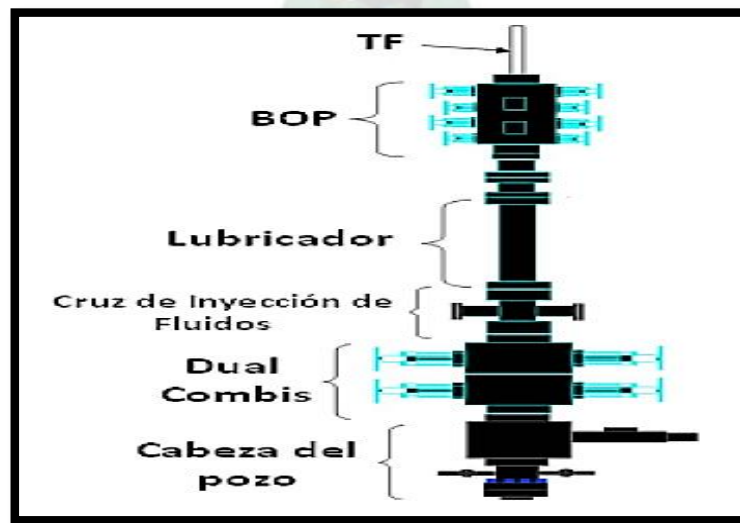 TF
BOP
Lubricador
Cruz de Inyección de
Fluidos
Dual
Combis
Cabeza del
pozo